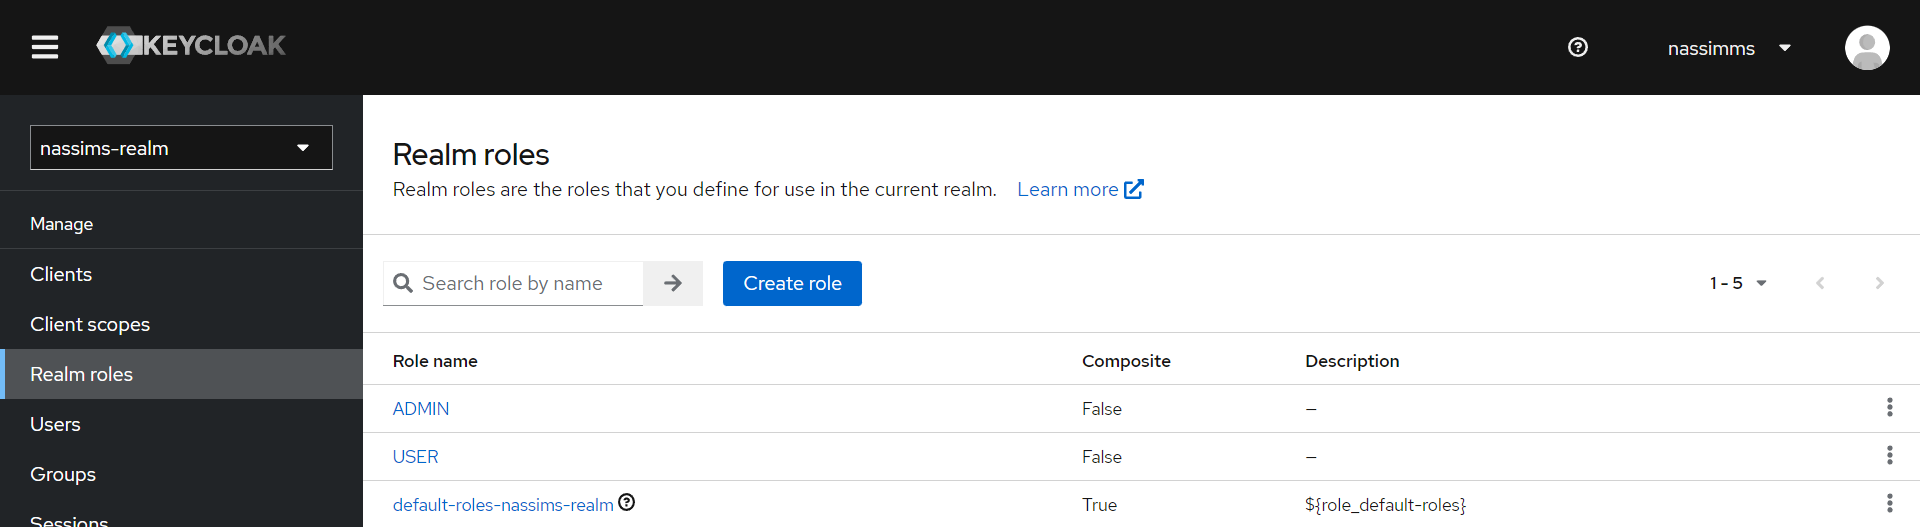 KEYCLOAK
nassimms
nassims-realm
Manage
Clients
Client scopes
Realm roles
Users
Groups
Sessions
Realm roles
Realm roles are the roles that you define for use in the current realm. Learn more
Search role by name
Create role
1 - 5
Role name Composite Description
ADMIN False –
USER False –
default-roles-nassims-realm True ${role_default-roles}